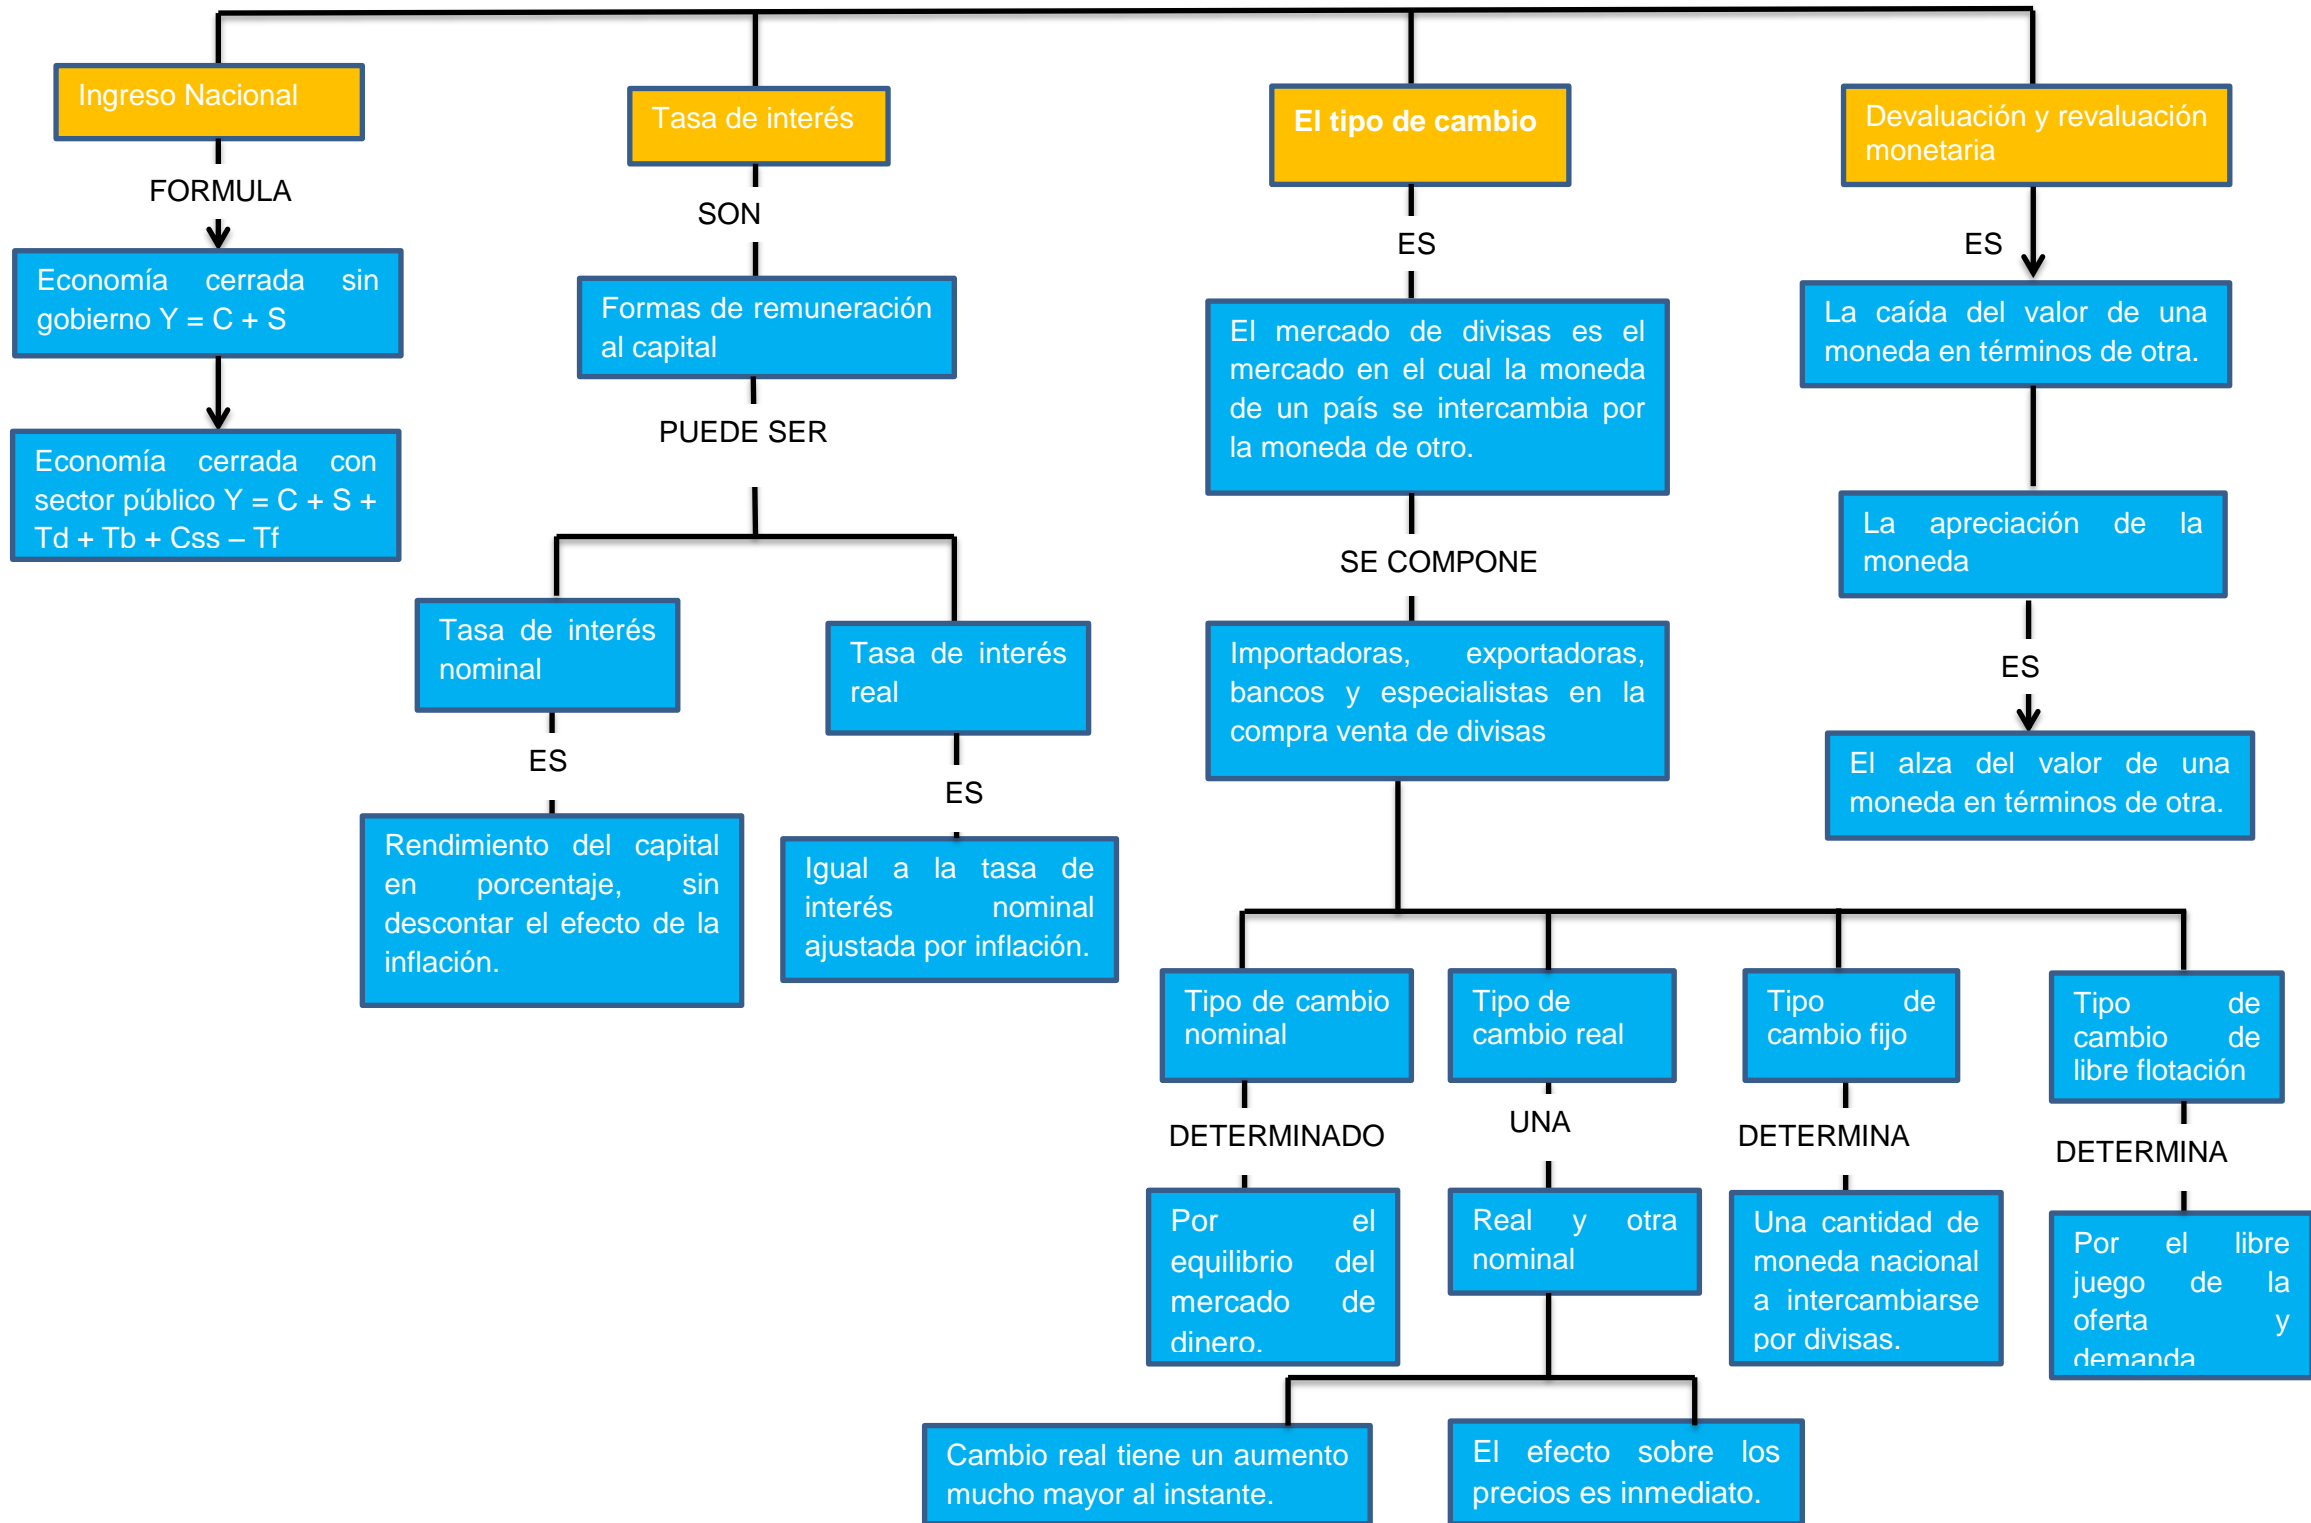 Ingreso Nacional
FORMULA
Economía cerrada sin
gobierno Y = C + S
Economía cerrada con
sector público Y = C + S +
Td + Tb + Css – Tf
Tasa de interés
SON
Formas de remuneración
al capital
PUEDE SER
Tasa de interés
nominal
ES
Rendimiento del capital
en porcentaje, sin
descontar el efecto de la
inflación.
Tasa de interés
real
ES
Igual a la tasa de
interés nominal
ajustada por inflación.
El tipo de cambio
ES
El mercado de divisas es el
mercado en el cual la moneda
de un país se intercambia por
la moneda de otro.
SE COMPONE
Importadoras, exportadoras,
bancos y especialistas en la
compra venta de divisas
Tipo de cambio
nominal
DETERMINADO
Por el
equilibrio del
mercado de
dinero.
Tipo de
cambio real
UNA
Real y otra
nominal
Cambio real tiene un aumento
mucho mayor al instante.
El efecto sobre los
precios es inmediato.
Tipo de
cambio fijo
DETERMINA
Una cantidad de
moneda nacional
a intercambiarse
por divisas.
Tipo de
cambio de
libre flotación
DETERMINA
Por el libre
juego de la
oferta y
demanda
Devaluación y revaluación
monetaria
ES
La caída del valor de una
moneda en términos de otra.
La apreciación de la
moneda
ES
El alza del valor de una
moneda en términos de otra.